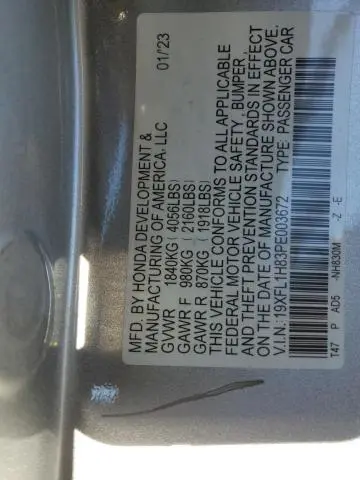 MFD. BY HONDA DEVELOPMENT &
MANUFACTURING OF AMERICA, LLC 01/23
GVWR 1840KG (4056LBS)
GAWR F 980KG (2160LBS)
GAWR R 870KG (1918LBS)
THIS VEHICLE CONFORMS TO ALL APPLICABLE
FEDERAL MOTOR VEHICLE SAFETY, BUMPER,
AND THEFT PREVENTION STANDARDS IN EFFECT
ON THE DATE OF MANUFACTURE SHOWN ABOVE.
V.I.N.: 19XFL1H83PE003672 TYPE: PASSENGER CAR
T47 P AD5 -NH830M -Z -E